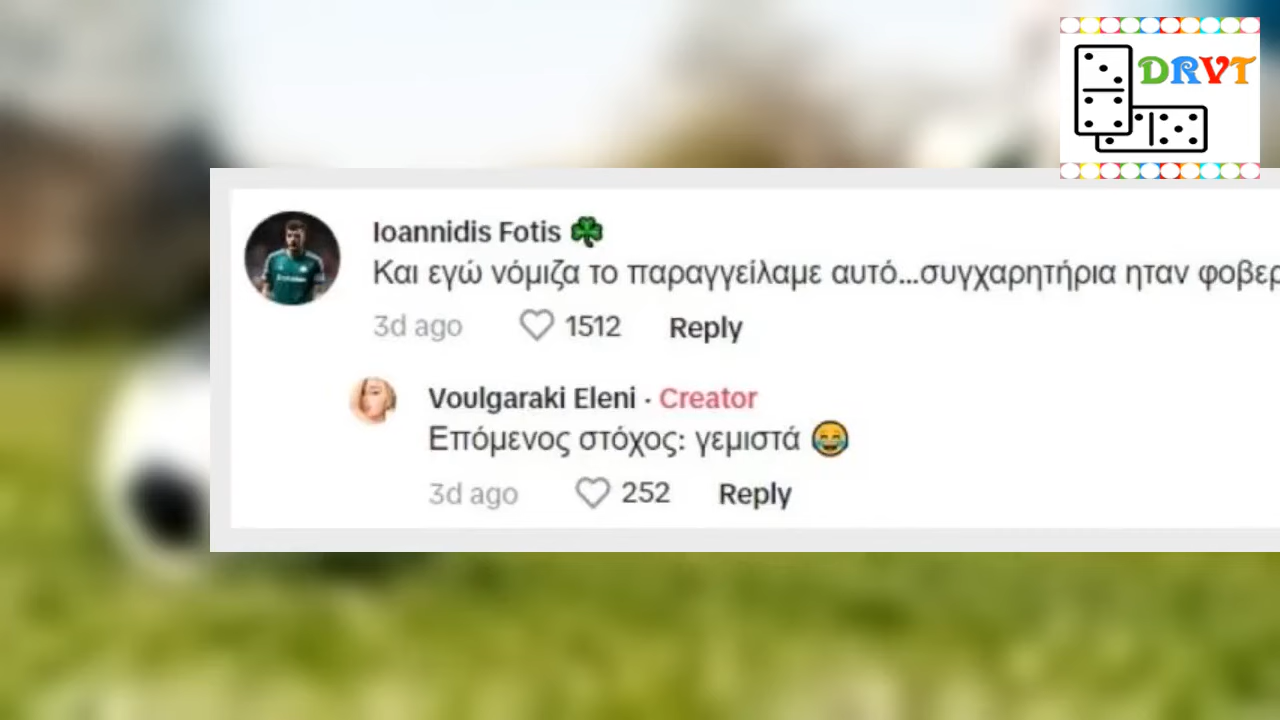 DRVT
Ioannidis Fotis ☘
Και εγώ νόμιζα το παραγγείλαμε αυτό...συγχαρητήρια ηταν
3d ago 1512 Reply
Voulgaraki Eleni · Creator
Επόμενος στόχος: γεμιστά 😂
3d ago 252 Reply